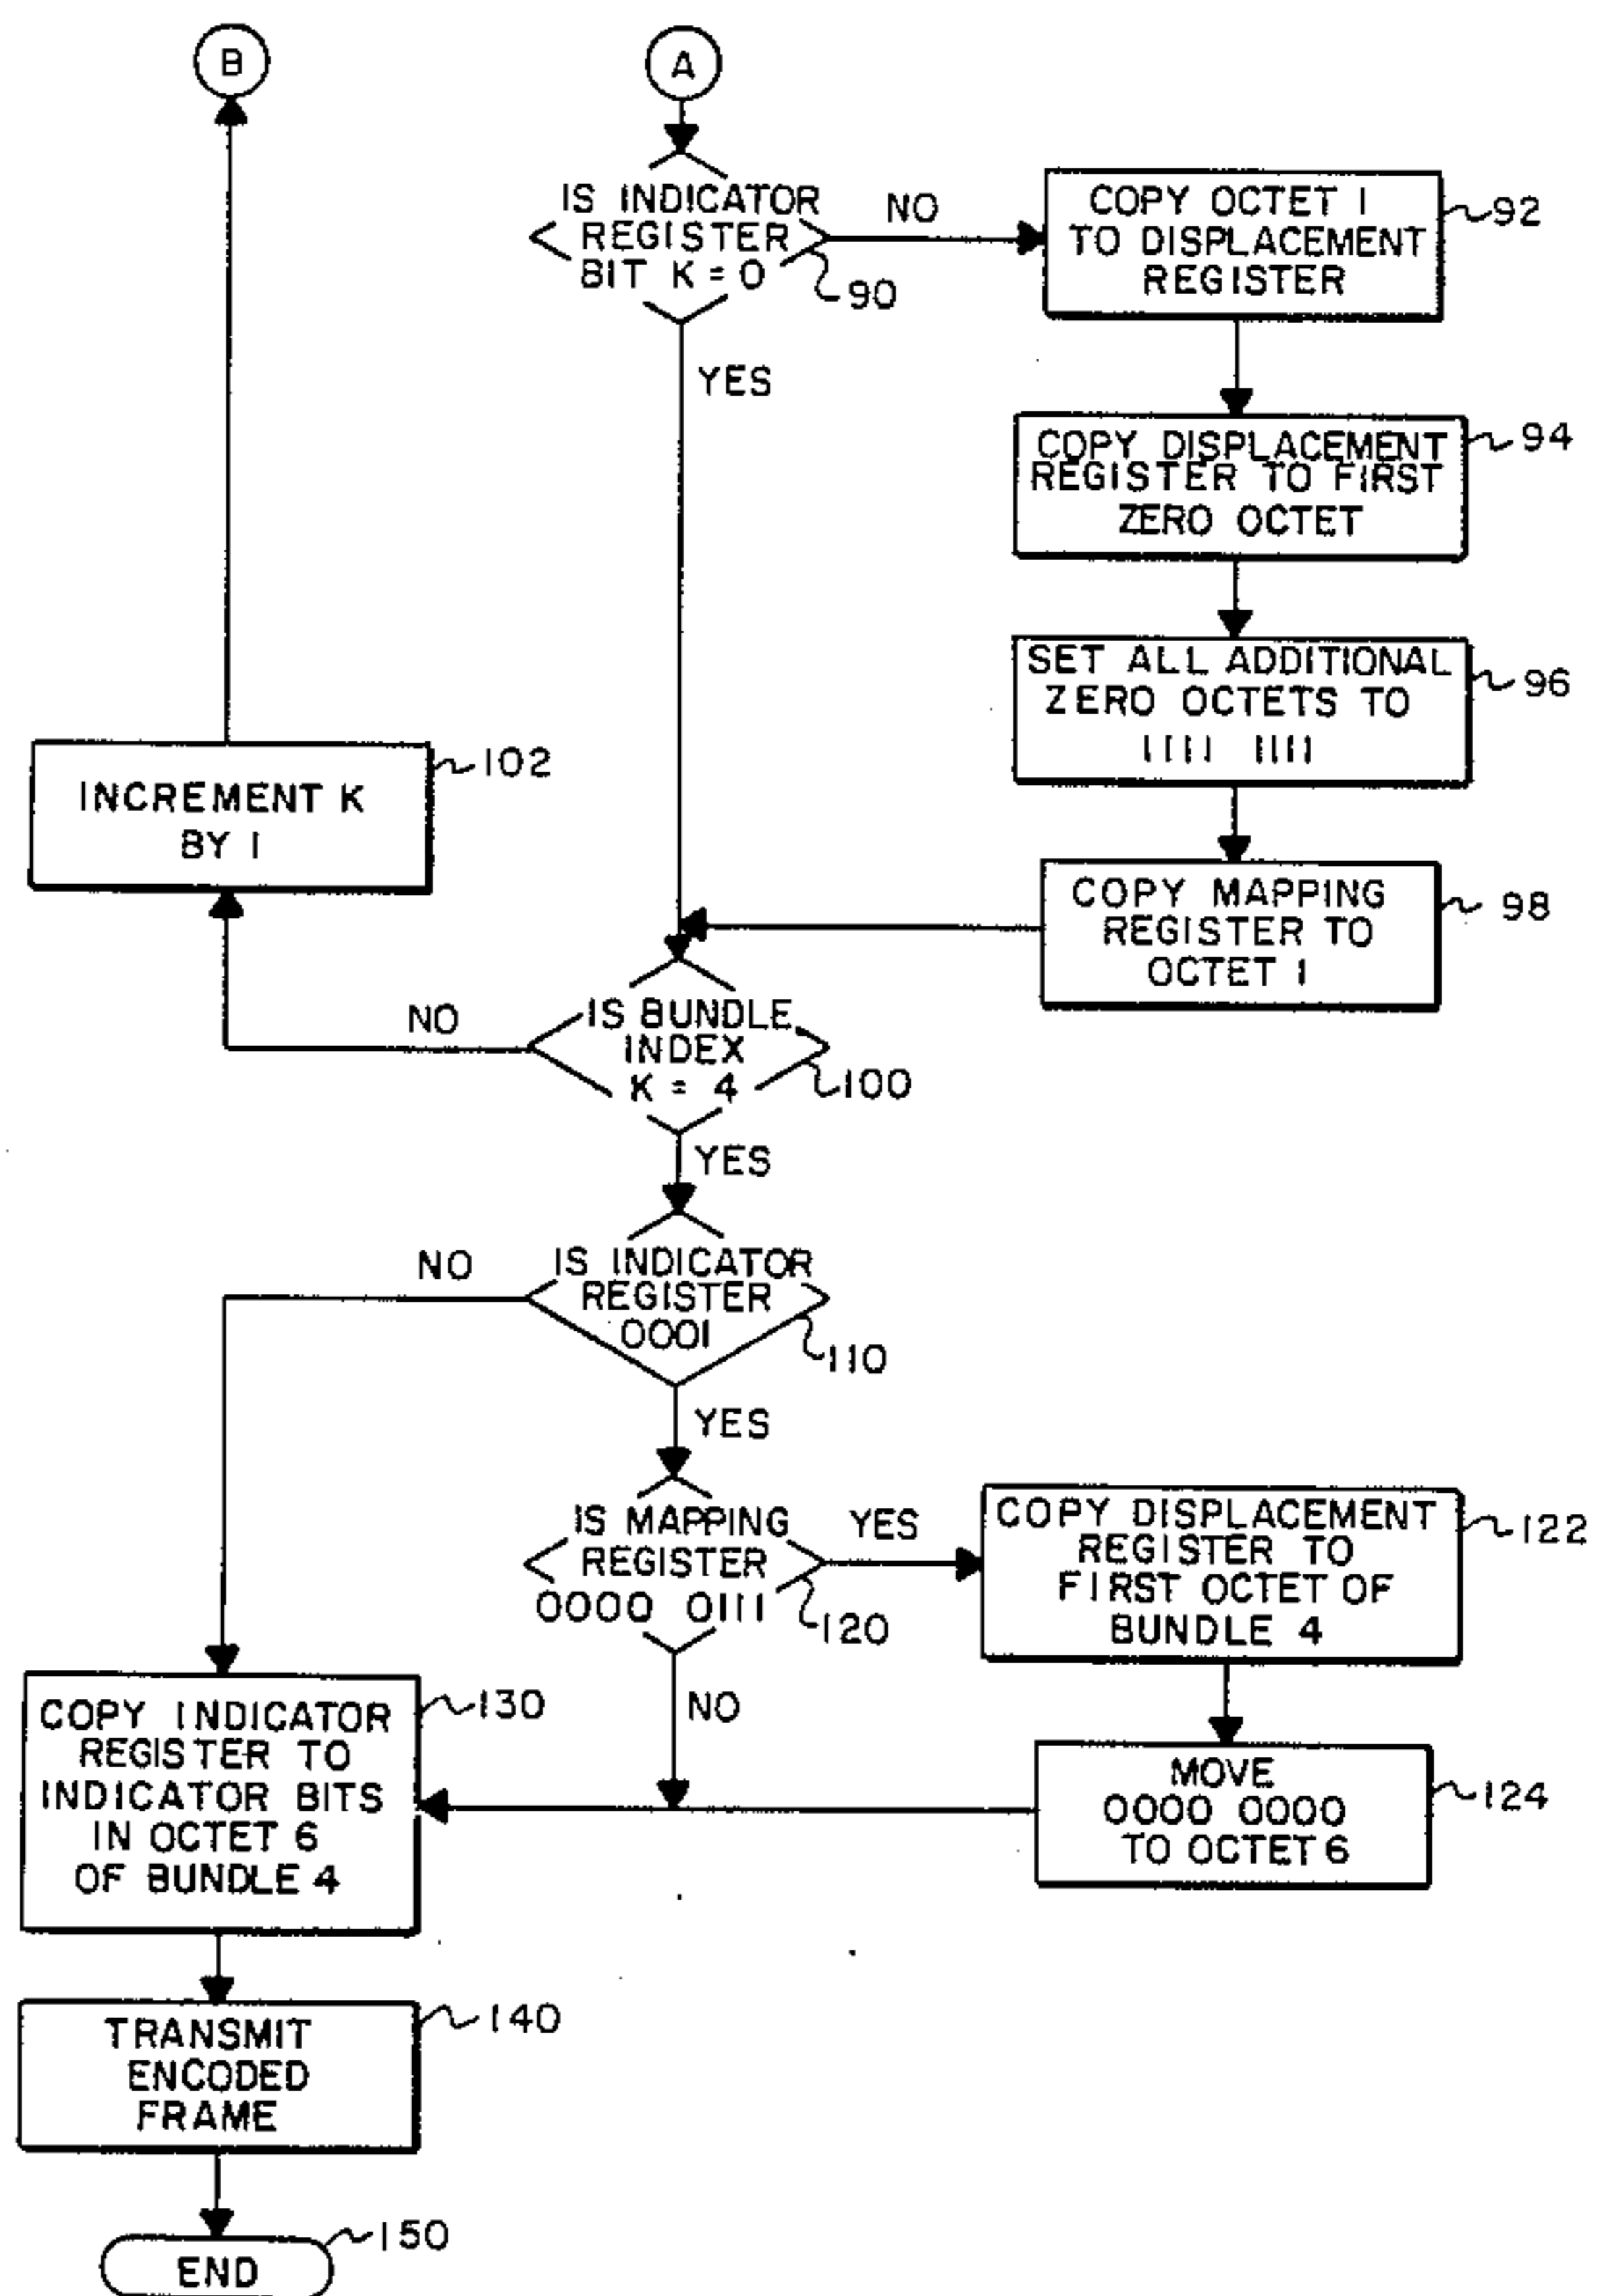 B
A
IS INDICATOR
REGISTER
BIT K = 0
90
NO
COPY OCTET 1
TO DISPLACEMENT
REGISTER
92
YES
COPY DISPLACEMENT
REGISTER TO FIRST
ZERO OCTET
94
SET ALL ADDITIONAL
ZERO OCTETS TO
1111 1111
96
INCREMENT K
BY 1
102
COPY MAPPING
REGISTER TO
OCTET 1
98
NO
IS BUNDLE
INDEX
K = 4
100
YES
NO
IS INDICATOR
REGISTER
0001
110
YES
IS MAPPING
REGISTER
0000 0111
120
YES
COPY DISPLACEMENT
REGISTER TO
FIRST OCTET OF
BUNDLE 4
122
NO
COPY INDICATOR
REGISTER TO
INDICATOR BITS
IN OCTET 6
OF BUNDLE 4
130
MOVE
0000 0000
TO OCTET 6
124
TRANSMIT
ENCODED
FRAME
140
END
150